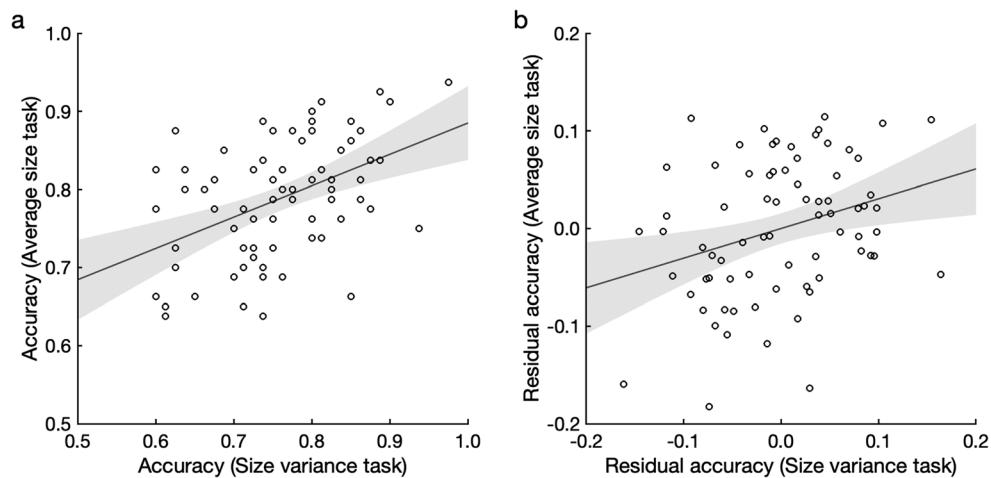 a
1.0
0.9
0.8
0.7
0.6
0.5
0.5 0.6 0.7 0.8 0.9 1.0
Accuracy (Average size task)
Accuracy (Size variance task)
b
0.2
0.1
0.0
-0.1
-0.2
-0.2 -0.1 0.0 0.1 0.2
Residual accuracy (Average size task)
Residual accuracy (Size variance task)